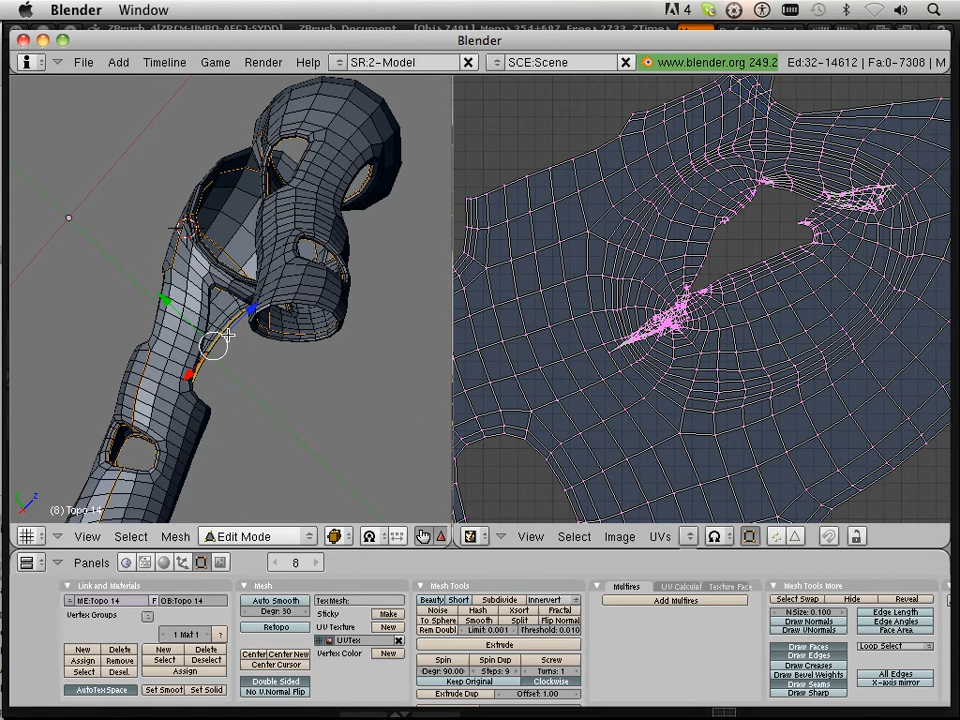 Blender Window 4
Blender
File Add Timeline Game Render Help SR:2-Model SCE:Scene www.blender.org 249.2 Ed:32-14612 | Fa:0-7308 | M
z
(8) Topo 14
View Select Mesh Edit Mode View Select Image UVs
Panels 8
Link and Materials Mesh Mesh Tools Multires UV Calculat Texture Face Mesh Tools More
ME:Topo 14 F OB:Topo 14 Auto Smooth TexMesh: Beauty Short Subdivide Innervert Add Multires Select Swap Hide Reveal
Vertex Groups Degr: 30 Sticky Make Noise Hash Xsort Fractal NSize: 0.100 Edge Length
Retopo UV Texture New To Sphere Smooth Split Flip Normal Draw Normals Edge Angles
1 Mat 1 ? UVTex Rem Doubl Limit: 0.001 Threshold: 0.010 Draw VNormals Face Area
New Delete New Delete Center Center New Vertex Color New Extrude Draw Faces Loop Select
Assign Remove Select Deselect Center Cursor Spin Spin Dup Screw Draw Edges
Select Desel. Assign Double Sided Degr: 90.00 Steps: 9 Turns: 1 Draw Creases
AutoTexSpace Set Smoot Set Solid No V.Normal Flip Keep Original Clockwise Draw Bevel Weights All Edges
Extrude Dup Offset: 1.00 Draw Seams X-axis mirror
Draw Sharp